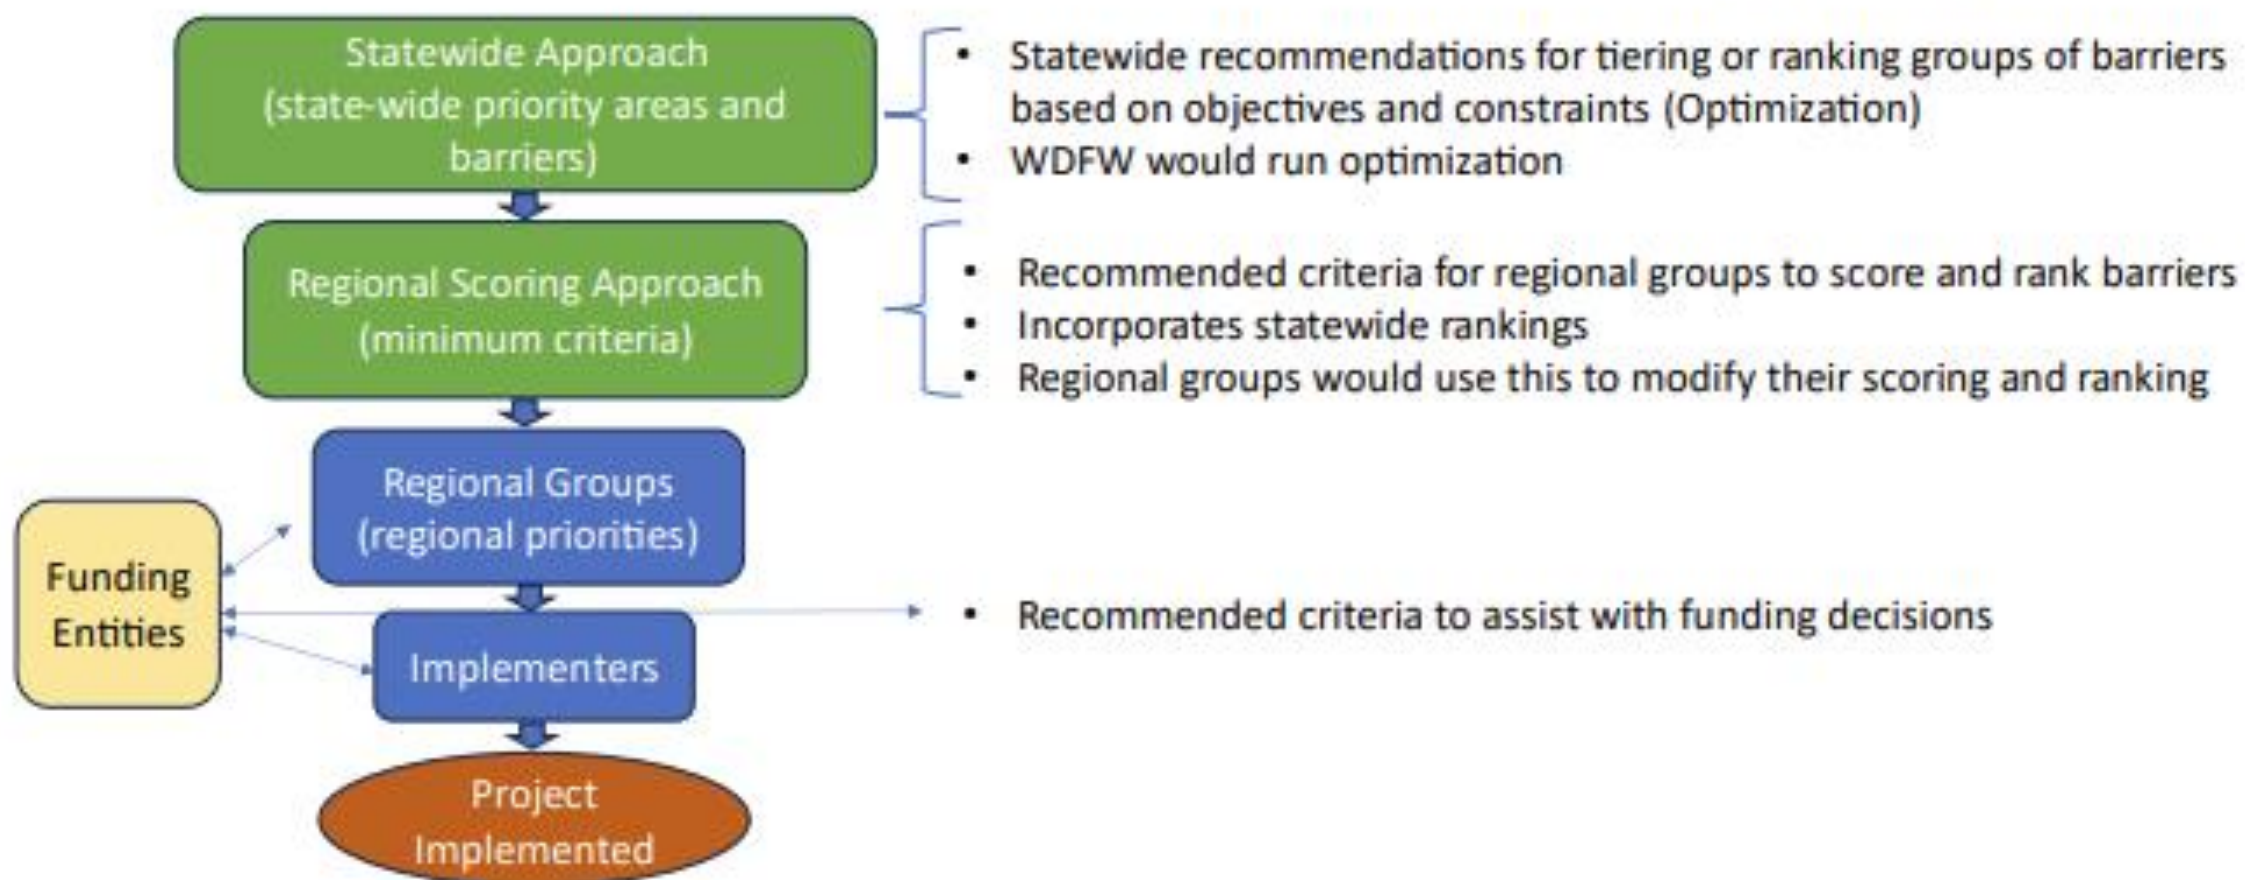 Statewide Approach
(state-wide priority areas and
barriers)
• Statewide recommendations for tiering or ranking groups of barriers
based on objectives and constraints (Optimization)
• WDFW would run optimization
Regional Scoring Approach
(minimum criteria)
• Recommended criteria for regional groups to score and rank barriers
• Incorporates statewide rankings
• Regional groups would use this to modify their scoring and ranking
Regional Groups
(regional priorities)
Funding
Entities
• Recommended criteria to assist with funding decisions
Implementers
Project
Implemented